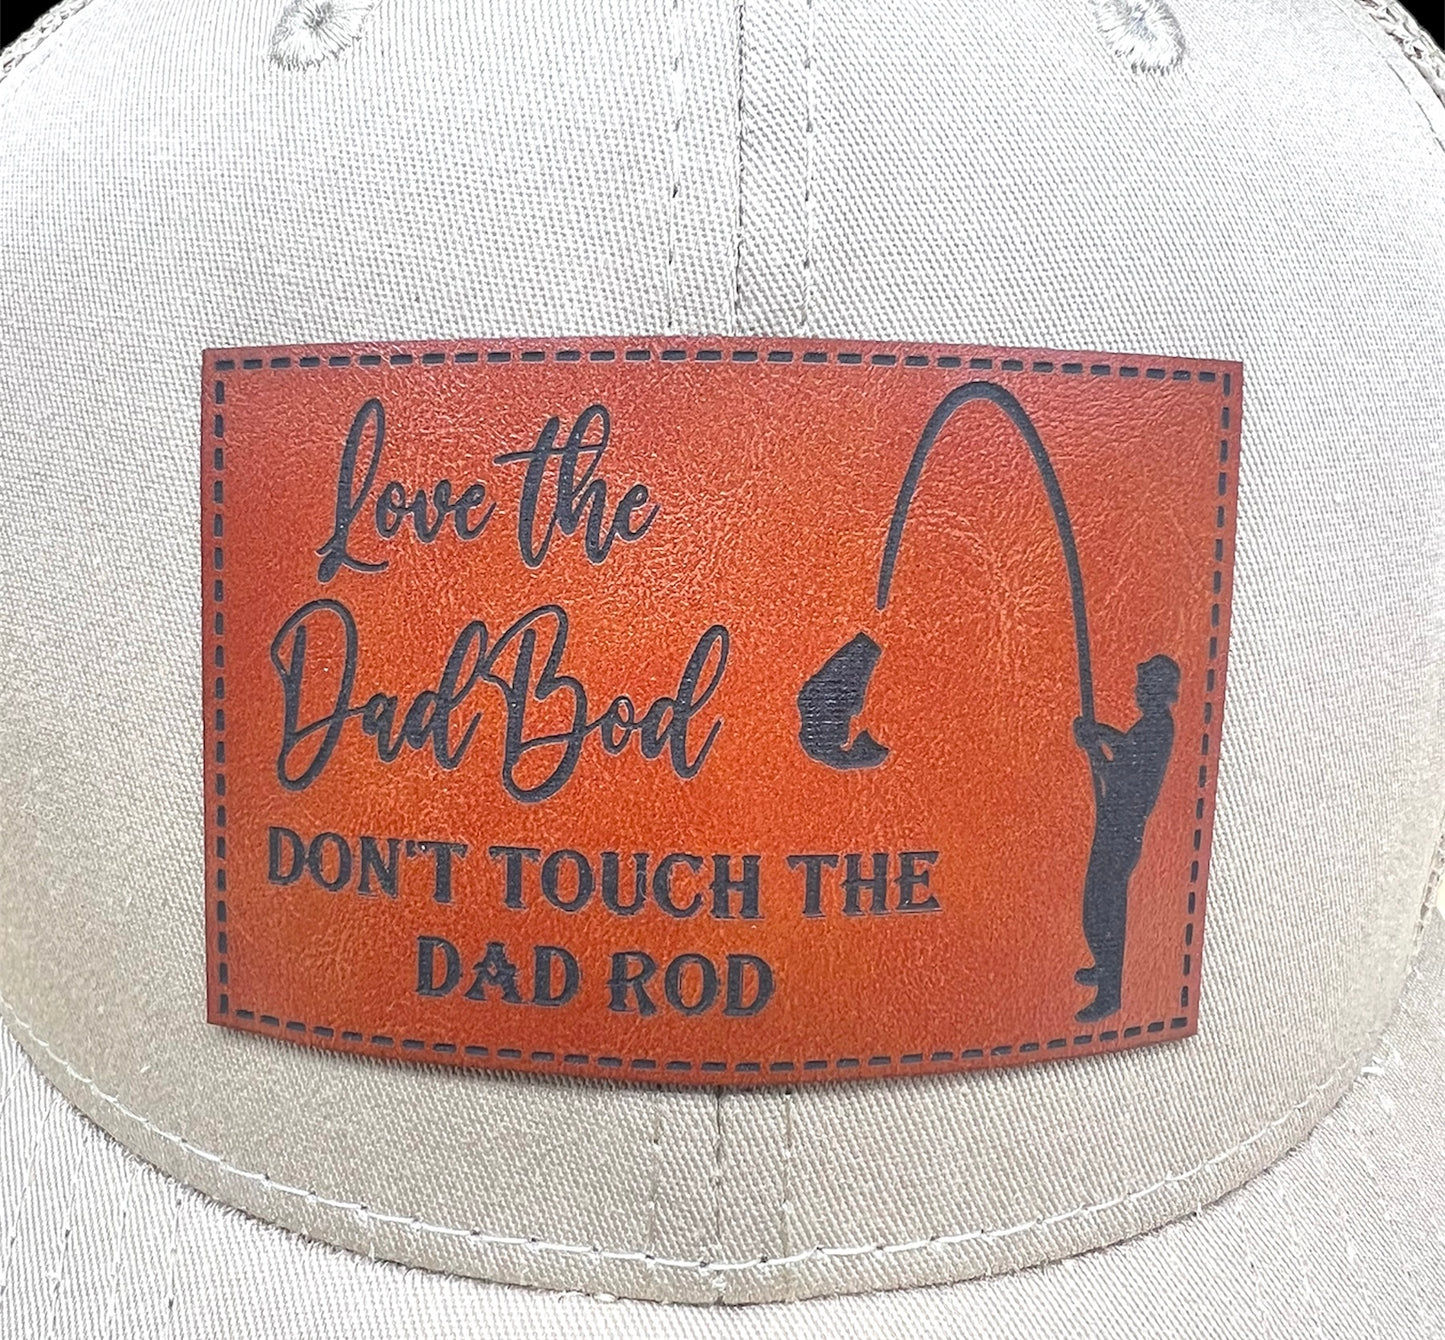 Love the
Dad Bod
DON'T TOUCH THE
DAD ROD